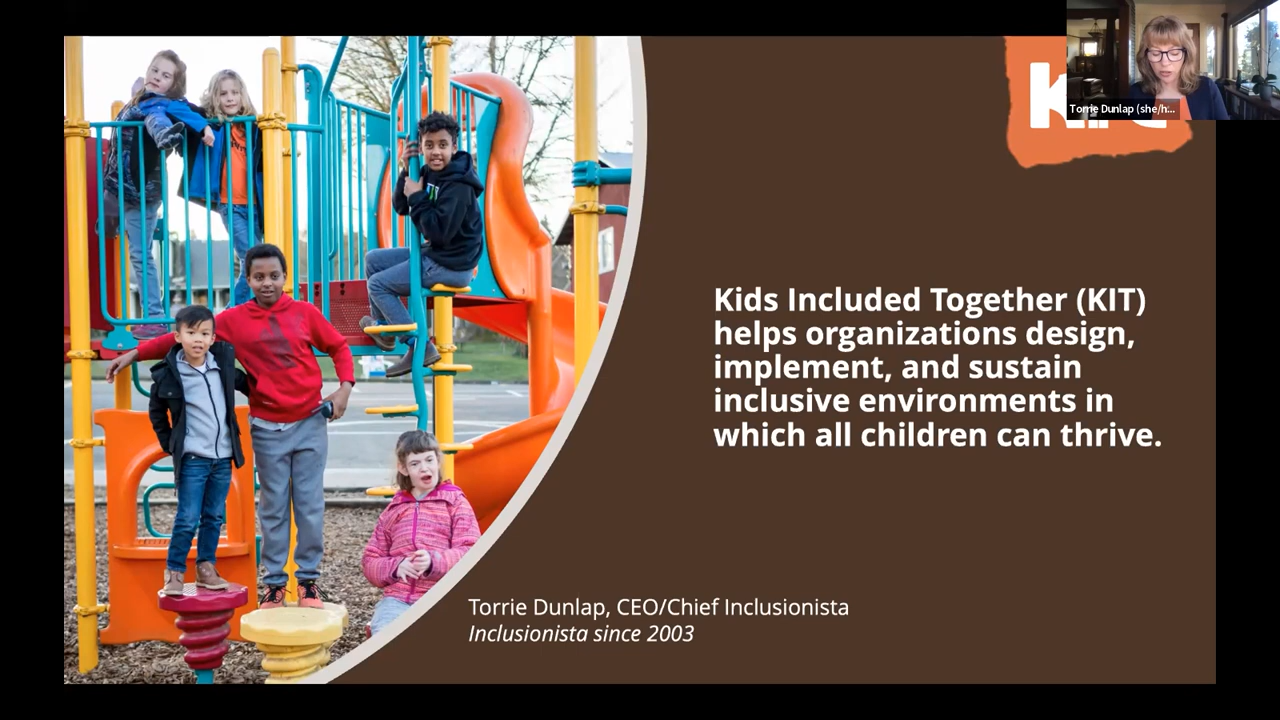 Torrie Dunlap (she/h...
Kids Included Together (KIT)
helps organizations design,
implement, and sustain
inclusive environments in
which all children can thrive.
Torrie Dunlap, CEO/Chief Inclusionista
Inclusionista since 2003